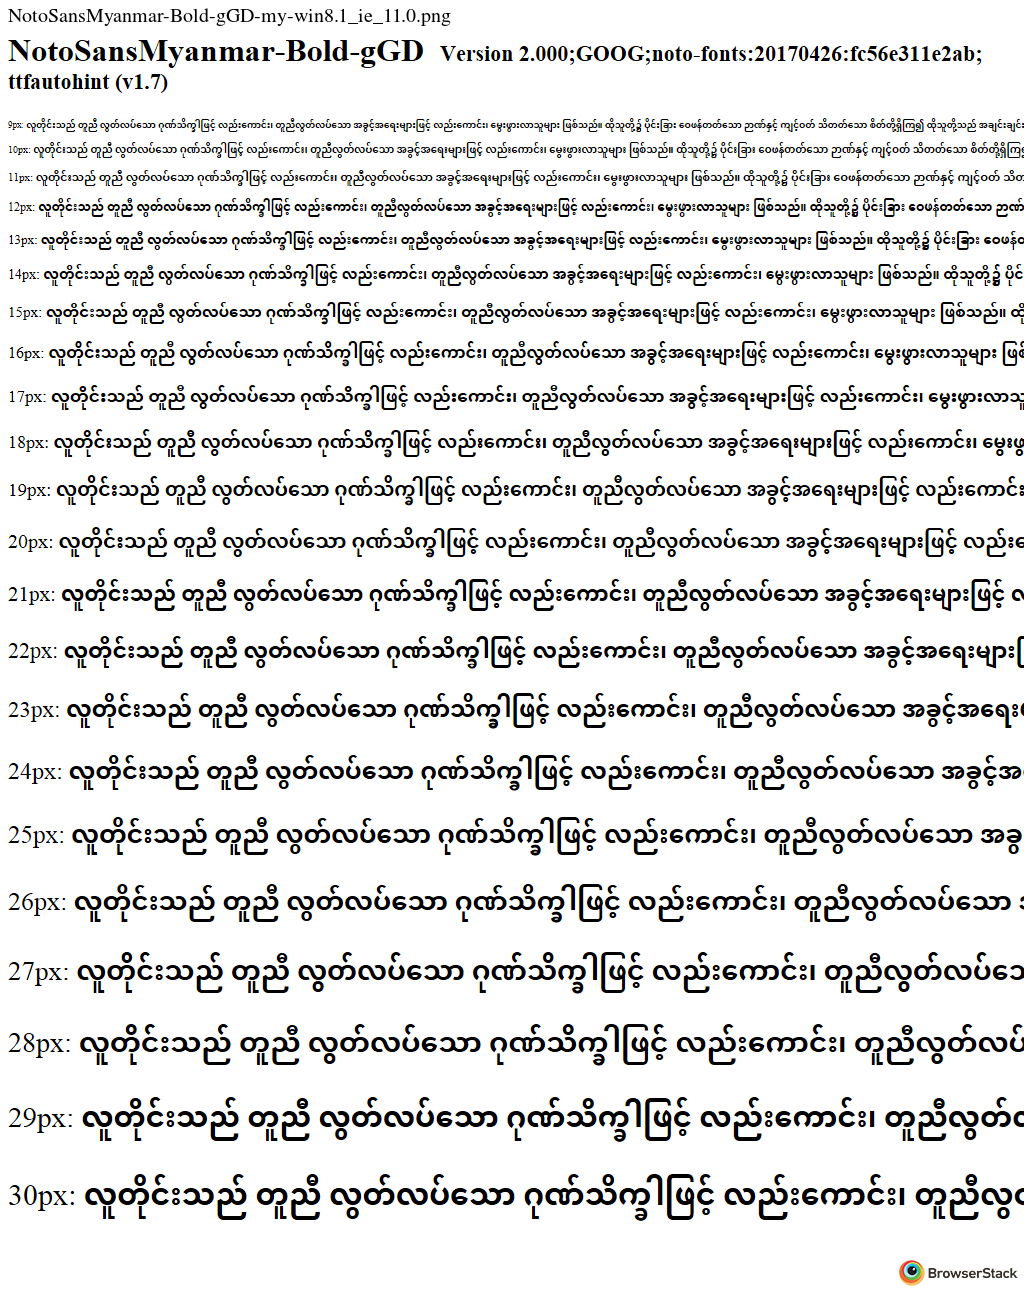 NotoSansMyanmar-Bold-gGD-my-win8.1_ie_11.0.png
NotoSansMyanmar-Bold-gGD Version 2.000;GOOG;noto-fonts:20170426:fc56e311e2ab;
ttfautohint (v1.7)
9px: လူတိုင်းသည် တူညီ လွတ်လပ်သော ဂုဏ်သိက္ခါဖြင့် လည်းကောင်း၊ တူညီလွတ်လပ်သော အခွင့်အရေးများဖြင့် လည်းကောင်း၊ မွေးဖွားလာသူများ ဖြစ်သည်။ ထိုသူတို့၌ ပိုင်းခြား ဝေဖန်တတ်သော ဉာဏ်နှင့် ကျင့်ဝတ် သိတတ်သော စိတ်တို့ရှိကြ၍ ထိုသူတို့သည် အချင်းချင်း
10px: လူတိုင်းသည် တူညီ လွတ်လပ်သော ဂုဏ်သိက္ခါဖြင့် လည်းကောင်း၊ တူညီလွတ်လပ်သော အခွင့်အရေးများဖြင့် လည်းကောင်း၊ မွေးဖွားလာသူများ ဖြစ်သည်။ ထိုသူတို့၌ ပိုင်းခြား ဝေဖန်တတ်သော ဉာဏ်နှင့် ကျင့်ဝတ် သိတတ်သော စိတ်တို့ရှိကြ၍
11px: လူတိုင်းသည် တူညီ လွတ်လပ်သော ဂုဏ်သိက္ခါဖြင့် လည်းကောင်း၊ တူညီလွတ်လပ်သော အခွင့်အရေးများဖြင့် လည်းကောင်း၊ မွေးဖွားလာသူများ ဖြစ်သည်။ ထိုသူတို့၌ ပိုင်းခြား ဝေဖန်တတ်သော ဉာဏ်နှင့် ကျင့်ဝတ် သိတ
12px: လူတိုင်းသည် တူညီ လွတ်လပ်သော ဂုဏ်သိက္ခါဖြင့် လည်းကောင်း၊ တူညီလွတ်လပ်သော အခွင့်အရေးများဖြင့် လည်းကောင်း၊ မွေးဖွားလာသူများ ဖြစ်သည်။ ထိုသူတို့၌ ပိုင်းခြား ဝေဖန်တတ်သော ဉာဏ်
13px: လူတိုင်းသည် တူညီ လွတ်လပ်သော ဂုဏ်သိက္ခါဖြင့် လည်းကောင်း၊ တူညီလွတ်လပ်သော အခွင့်အရေးများဖြင့် လည်းကောင်း၊ မွေးဖွားလာသူများ ဖြစ်သည်။ ထိုသူတို့၌ ပိုင်းခြား ဝေဖန်တ
14px: လူတိုင်းသည် တူညီ လွတ်လပ်သော ဂုဏ်သိက္ခါဖြင့် လည်းကောင်း၊ တူညီလွတ်လပ်သော အခွင့်အရေးများဖြင့် လည်းကောင်း၊ မွေးဖွားလာသူများ ဖြစ်သည်။ ထိုသူတို့၌ ပိုင်
15px: လူတိုင်းသည် တူညီ လွတ်လပ်သော ဂုဏ်သိက္ခါဖြင့် လည်းကောင်း၊ တူညီလွတ်လပ်သော အခွင့်အရေးများဖြင့် လည်းကောင်း၊ မွေးဖွားလာသူများ ဖြစ်သည်။ ထို
16px: လူတိုင်းသည် တူညီ လွတ်လပ်သော ဂုဏ်သိက္ခါဖြင့် လည်းကောင်း၊ တူညီလွတ်လပ်သော အခွင့်အရေးများဖြင့် လည်းကောင်း၊ မွေးဖွားလာသူများ ဖြစ်
17px: လူတိုင်းသည် တူညီ လွတ်လပ်သော ဂုဏ်သိက္ခါဖြင့် လည်းကောင်း၊ တူညီလွတ်လပ်သော အခွင့်အရေးများဖြင့် လည်းကောင်း၊ မွေးဖွားလာသူ
18px: လူတိုင်းသည် တူညီ လွတ်လပ်သော ဂုဏ်သိက္ခါဖြင့် လည်းကောင်း၊ တူညီလွတ်လပ်သော အခွင့်အရေးများဖြင့် လည်းကောင်း၊ မွေးဖွ
19px: လူတိုင်းသည် တူညီ လွတ်လပ်သော ဂုဏ်သိက္ခါဖြင့် လည်းကောင်း၊ တူညီလွတ်လပ်သော အခွင့်အရေးများဖြင့် လည်းကောင်း
20px: လူတိုင်းသည် တူညီ လွတ်လပ်သော ဂုဏ်သိက္ခါဖြင့် လည်းကောင်း၊ တူညီလွတ်လပ်သော အခွင့်အရေးများဖြင့် လည်းေ
21px: လူတိုင်းသည် တူညီ လွတ်လပ်သော ဂုဏ်သိက္ခါဖြင့် လည်းကောင်း၊ တူညီလွတ်လပ်သော အခွင့်အရေးများဖြင့် လ
22px: လူတိုင်းသည် တူညီ လွတ်လပ်သော ဂုဏ်သိက္ခါဖြင့် လည်းကောင်း၊ တူညီလွတ်လပ်သော အခွင့်အရေးများ
23px: လူတိုင်းသည် တူညီ လွတ်လပ်သော ဂုဏ်သိက္ခါဖြင့် လည်းကောင်း၊ တူညီလွတ်လပ်သော အခွင့်အရေး
24px: လူတိုင်းသည် တူညီ လွတ်လပ်သော ဂုဏ်သိက္ခါဖြင့် လည်းကောင်း၊ တူညီလွတ်လပ်သော အခွင့်အ
25px: လူတိုင်းသည် တူညီ လွတ်လပ်သော ဂုဏ်သိက္ခါဖြင့် လည်းကောင်း၊ တူညီလွတ်လပ်သော အခွ
26px: လူတိုင်းသည် တူညီ လွတ်လပ်သော ဂုဏ်သိက္ခါဖြင့် လည်းကောင်း၊ တူညီလွတ်လပ်သော
27px: လူတိုင်းသည် တူညီ လွတ်လပ်သော ဂုဏ်သိက္ခါဖြင့် လည်းကောင်း၊ တူညီလွတ်လပ်သေ
28px: လူတိုင်းသည် တူညီ လွတ်လပ်သော ဂုဏ်သိက္ခါဖြင့် လည်းကောင်း၊ တူညီလွတ်လပ်
29px: လူတိုင်းသည် တူညီ လွတ်လပ်သော ဂုဏ်သိက္ခါဖြင့် လည်းကောင်း၊ တူညီလွတ်လ
30px: လူတိုင်းသည် တူညီ လွတ်လပ်သော ဂုဏ်သိက္ခါဖြင့် လည်းကောင်း၊ တူညီလွတ
BrowserStack